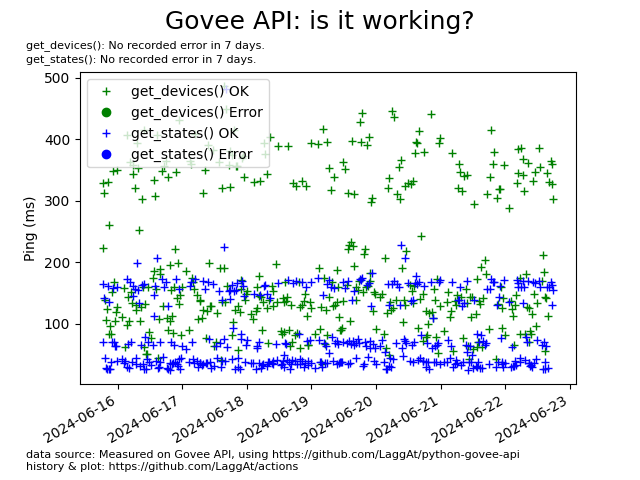 Govee API: is it working?
get_devices(): No recorded error in 7 days.
get_states(): No recorded error in 7 days.
500
400
300
200
100
Ping (ms)
get_devices() OK
get_devices() Error
get_states() OK
get_states() Error
2024-06-16
2024-06-17
2024-06-18
2024-06-19
2024-06-20
2024-06-21
2024-06-22
2024-06-23
data source: Measured on Govee API, using https://github.com/LaggAt/python-govee-api
history & plot: https://github.com/LaggAt/actions